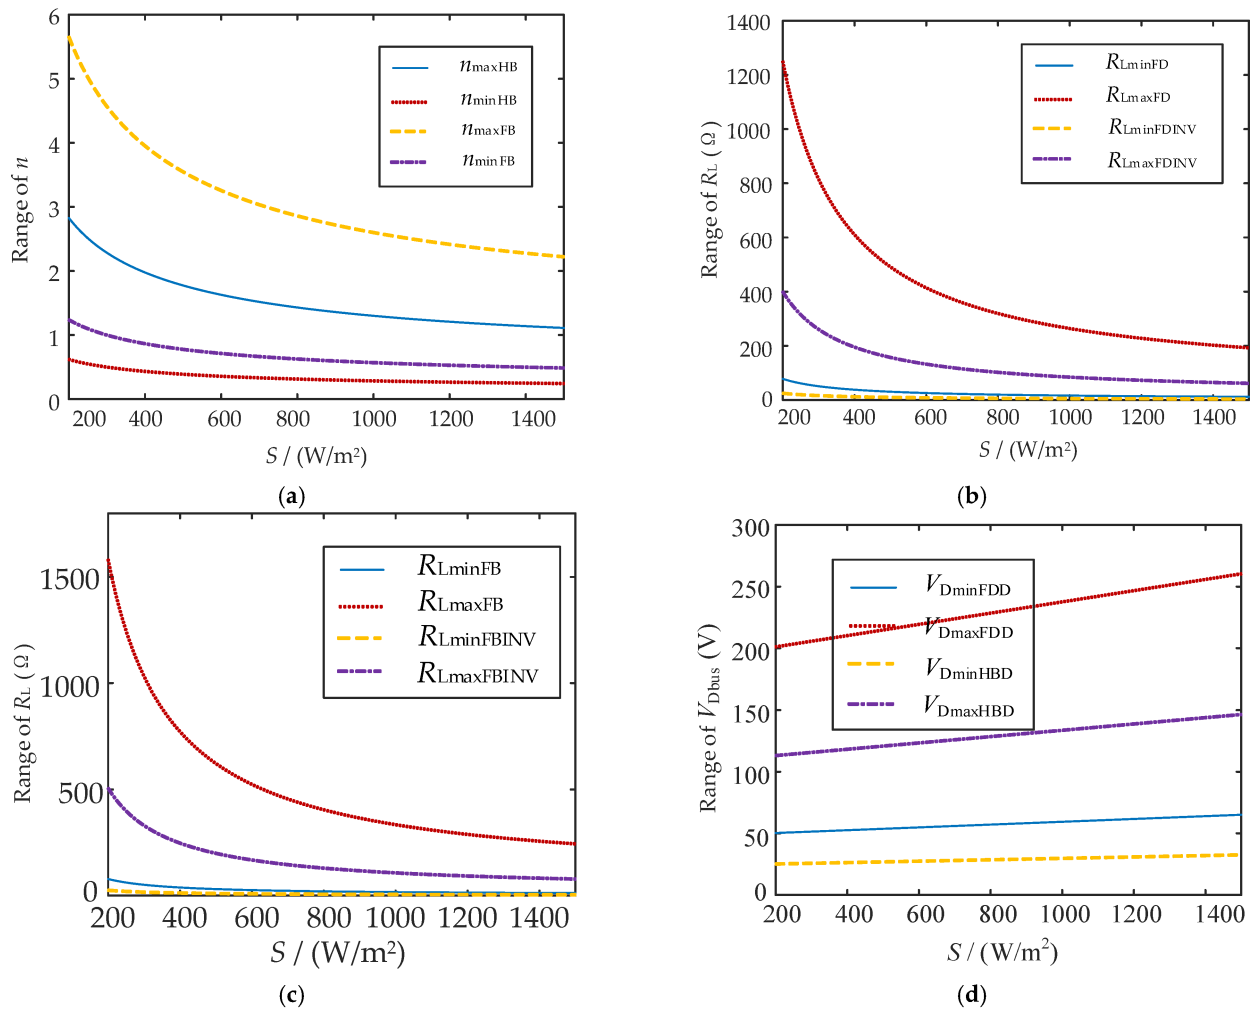 6
5
4
3
2
1
0
Range of n
nmaxHB
nminHB
nmaxFB
nminFB
200 400 600 800 1000 1200 1400
S / (W/m²)
(a)
1400
1200
1000
800
600
400
200
0
Range of RL ( Ω )
RLminFD
RLmaxFD
RLminFDINV
RLmaxFDINV
200 400 600 800 1000 1200 1400
S / (W/m²)
(b)
1500
1000
500
0
Range of RL ( Ω )
RLminFB
RLmaxFB
RLminFBINV
RLmaxFBINV
200 400 600 800 1000 1200 1400
S / (W/m²)
(c)
300
250
200
150
100
50
0
Range of VDbus (V)
VDminFDD
VDmaxFDD
VDminHBD
VDmaxHBD
200 400 600 800 1000 1200 1400
S / (W/m²)
(d)